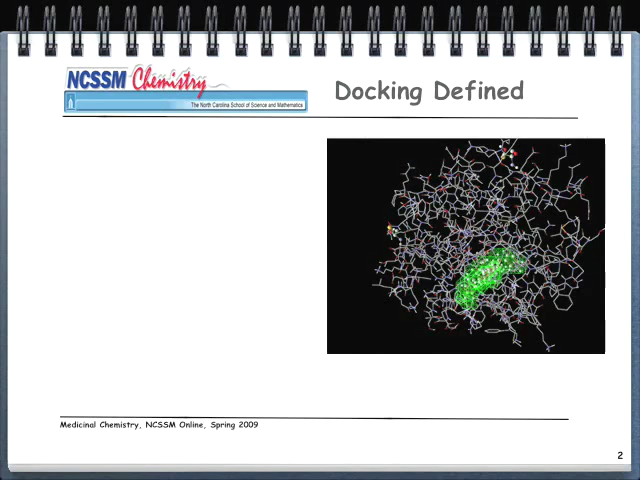 NCSSM Chemistry
The North Carolina School of Science and Mathematics
Docking Defined
Medicinal Chemistry, NCSSM Online, Spring 2009
2